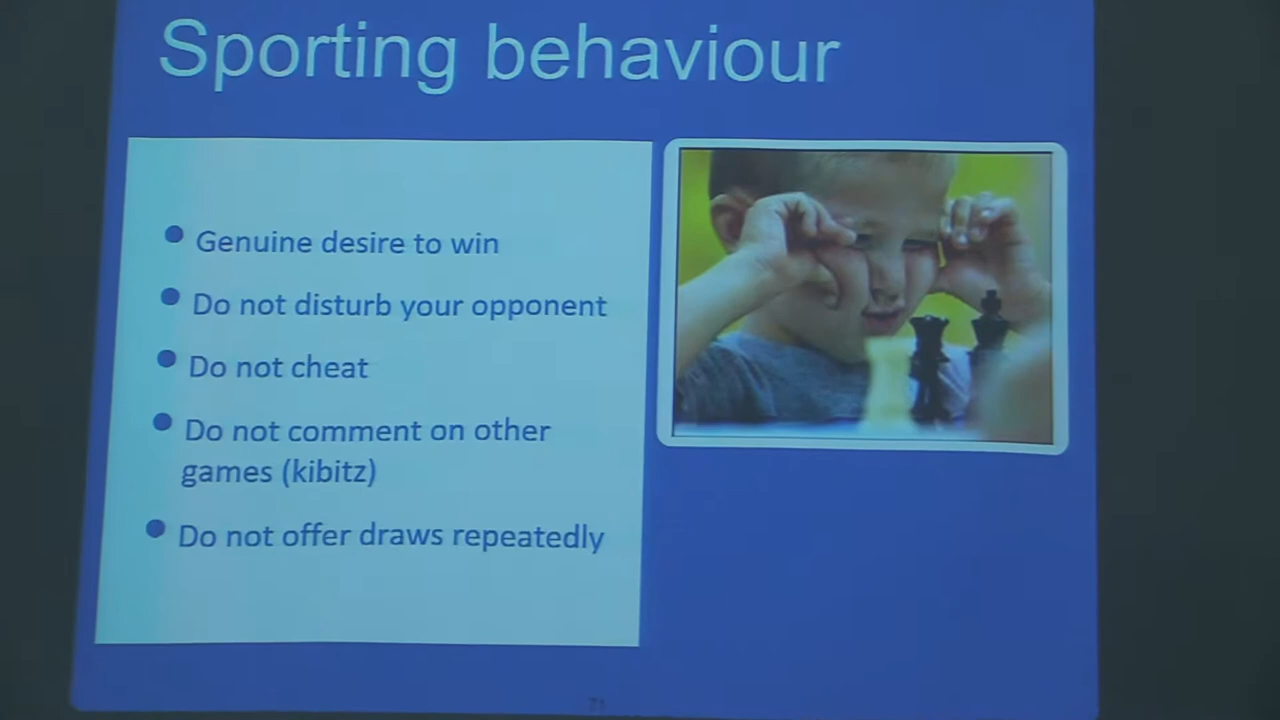 Sporting behaviour
Genuine desire to win
Do not disturb your opponent
Do not cheat
Do not comment on other
games (kibitz)
Do not offer draws repeatedly